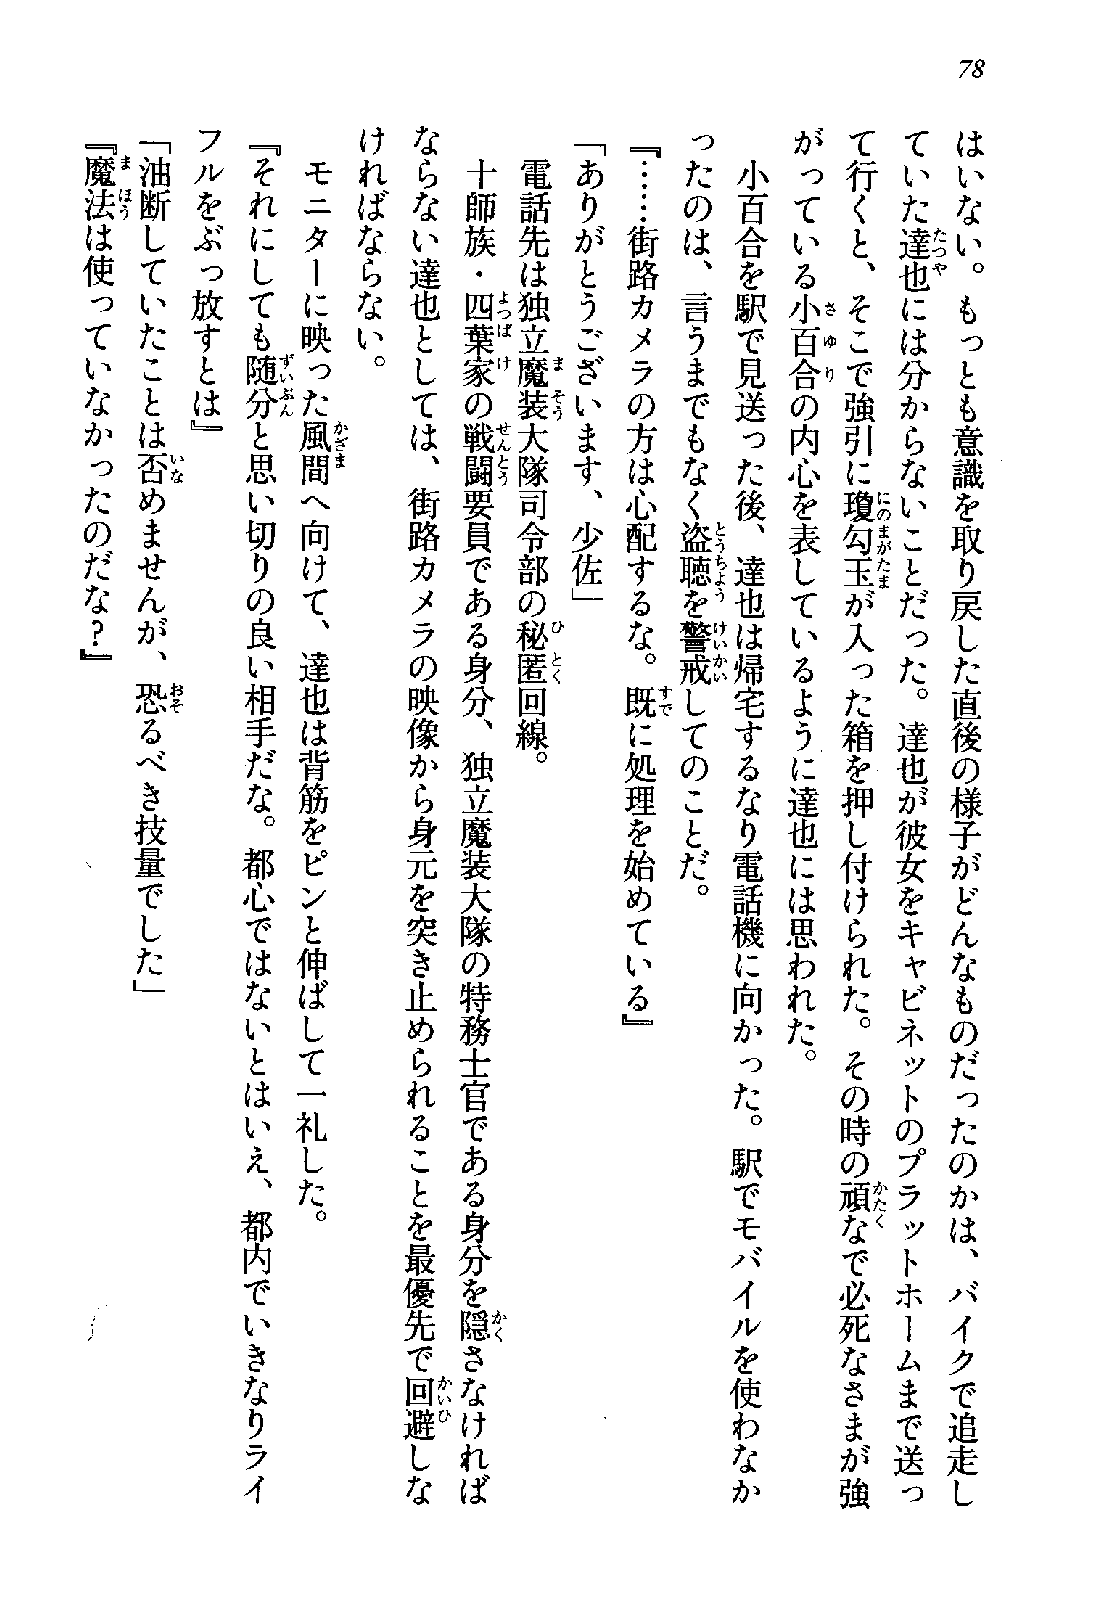 78
はいない。もっとも意識を取り戻した直後の様子がどんなものだったのかは、バイクで追走し
ていた達也には分からないことだった。達也が彼女をキャビネットのプラットホームまで送っ
て行くと、そこで強引に瓊勾玉が入った箱を押し付けられた。その時の頑なで必死なさまが強
がっている小百合の内心を表しているように達也には思われた。
　小百合を駅で見送った後、達也は帰宅するなり電話機に向かった。駅でモバイルを使わなか
ったのは、言うまでもなく盗聴を警戒してのことだ。
『……街路カメラの方は心配するな。既に処理を始めている』
「ありがとうございます、少佐」
　電話先は独立魔装大隊司令部の秘匿回線。
　十師族・四葉家の戦闘要員である身分、独立魔装大隊の特務士官である身分を隠さなければ
ならない達也としては、街路カメラの映像から身元を突き止められることを最優先で回避しな
ければならない。
　モニターに映った風間へ向けて、達也は背筋をピンと伸ばして一礼した。
『それにしても随分と思い切りの良い相手だな。都心ではないとはいえ、都内でいきなりライ
フルをぶっ放すとは』
「油断していたことは否めませんが、恐るべき技量でした」
『魔法は使っていなかったのだな？』